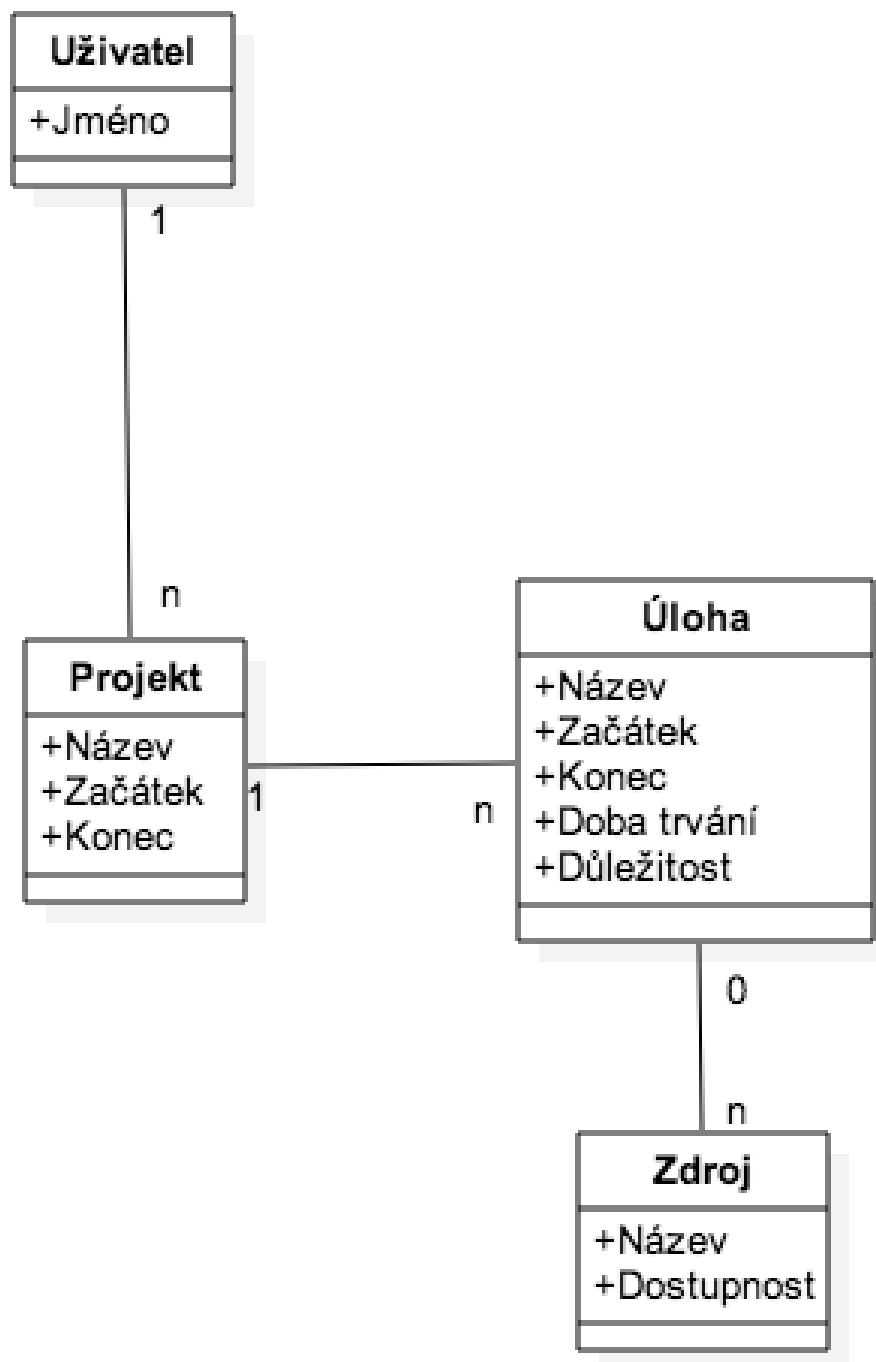 Uživatel
+Jméno
1
n
Projekt
+Název
+Začátek
+Konec
1
n
Úloha
+Název
+Začátek
+Konec
+Doba trvání
+Důležitost
0
n
Zdroj
+Název
+Dostupnost